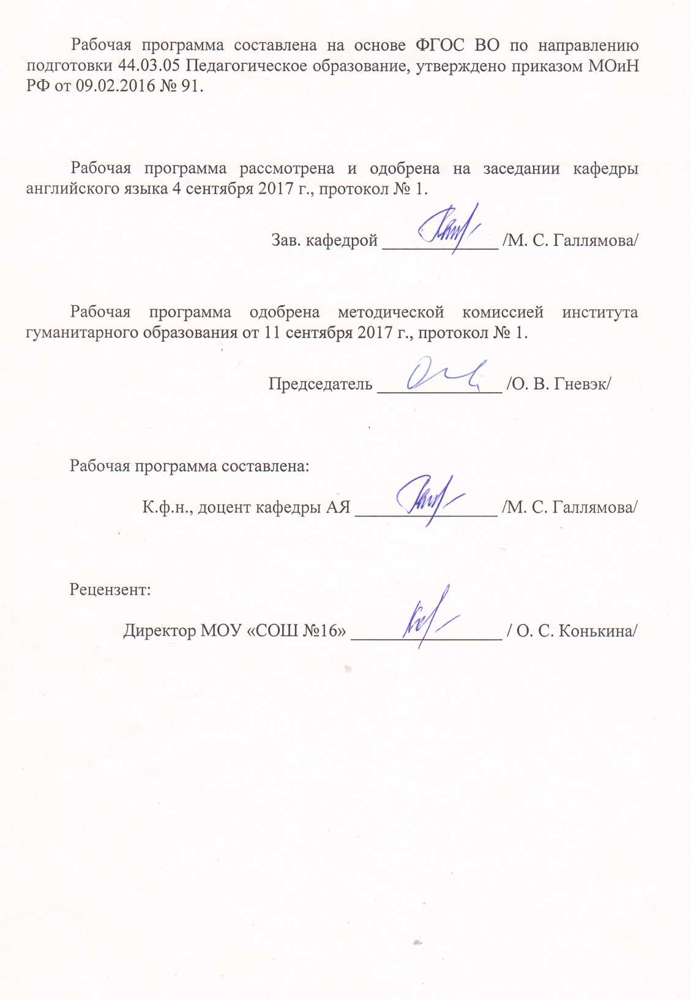 Рабочая программа составлена на основе ФГОС ВО по направлению
подготовки 44.03.05 Педагогическое образование, утверждено приказом МОиН
РФ от 09.02.2016 № 91.
Рабочая программа рассмотрена и одобрена на заседании кафедры
английского языка 4 сентября 2017 г., протокол № 1.
Зав. кафедрой _____________ /М. С. Галлямова/
Рабочая программа одобрена методической комиссией института
гуманитарного образования от 11 сентября 2017 г., протокол № 1.
Председатель ______________ /О. В. Гневэк/
Рабочая программа составлена:
К.ф.н., доцент кафедры АЯ ________________ /М. С. Галлямова/
Рецензент:
Директор МОУ «СОШ №16» _________________ / О. С. Конькина/